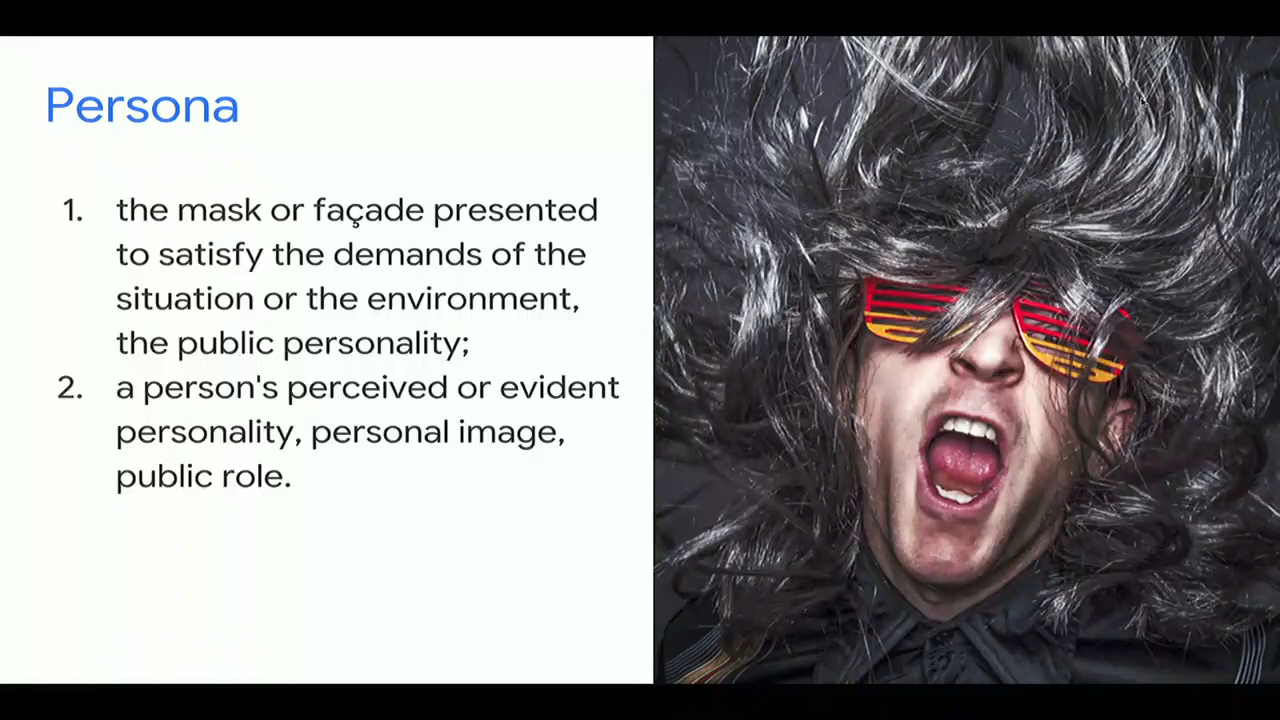 Persona
1. the mask or façade presented
to satisfy the demands of the
situation or the environment,
the public personality;
2. a person's perceived or evident
personality, personal image,
public role.